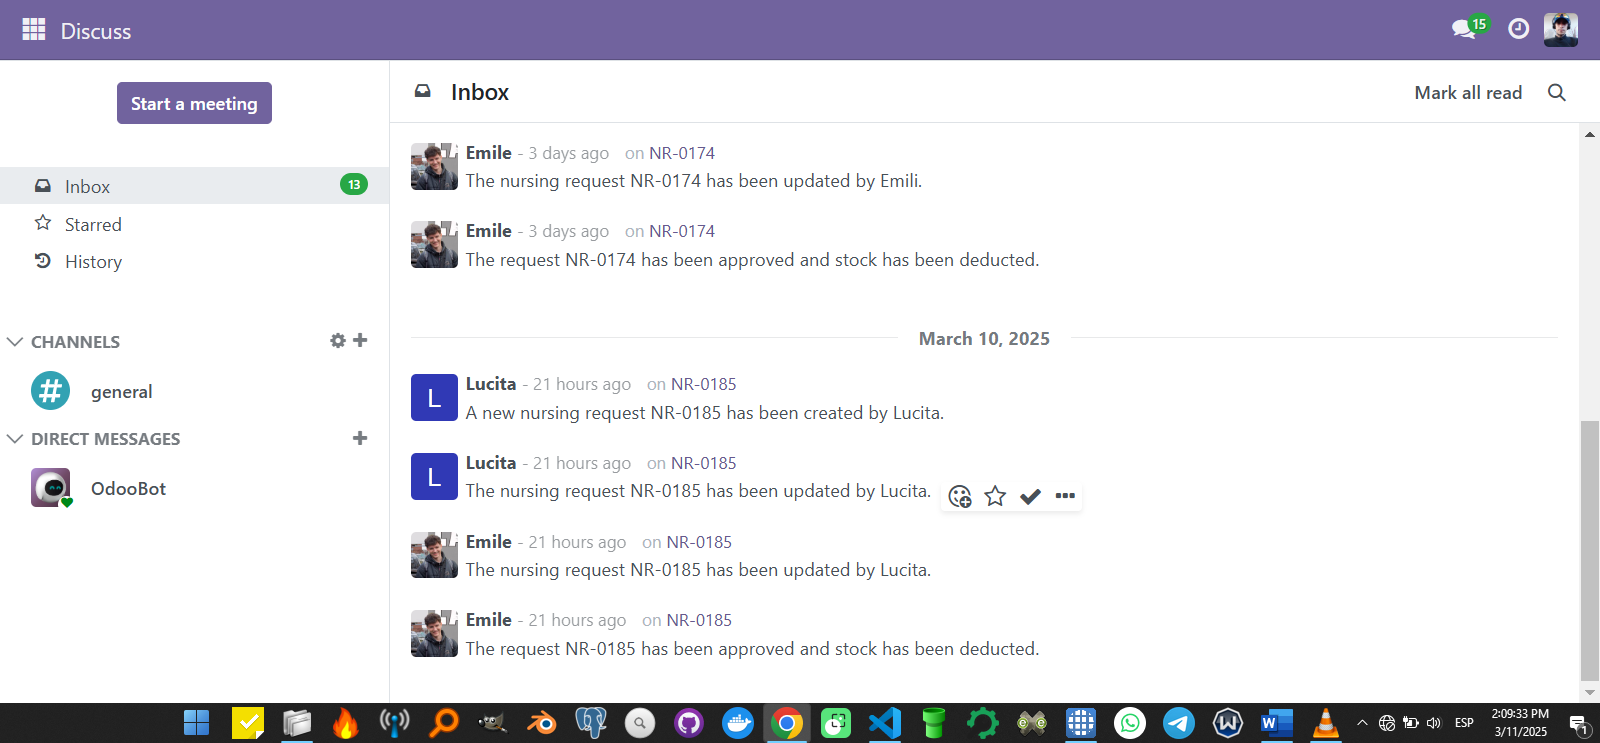 Discuss
15
Start a meeting
Inbox
13
Starred
History
CHANNELS
general
DIRECT MESSAGES
OdooBot
Inbox
Mark all read
Emile - 3 days ago on NR-0174
The nursing request NR-0174 has been updated by Emili.
Emile - 3 days ago on NR-0174
The request NR-0174 has been approved and stock has been deducted.
March 10, 2025
L
Lucita - 21 hours ago on NR-0185
A new nursing request NR-0185 has been created by Lucita.
L
Lucita - 21 hours ago on NR-0185
The nursing request NR-0185 has been updated by Lucita.
Emile - 21 hours ago on NR-0185
The nursing request NR-0185 has been updated by Lucita.
Emile - 21 hours ago on NR-0185
The request NR-0185 has been approved and stock has been deducted.
ESP
2:09:33 PM
3/11/2025
1